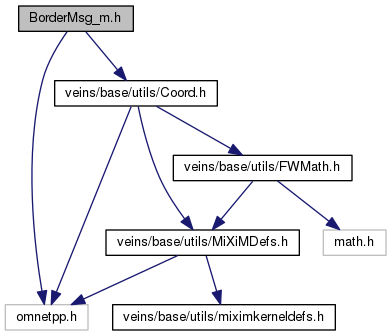 BorderMsg_m.h
veins/base/utils/Coord.h
veins/base/utils/FWMath.h
veins/base/utils/MiXiMDefs.h
math.h
omnetpp.h
veins/base/utils/miximkerneldefs.h